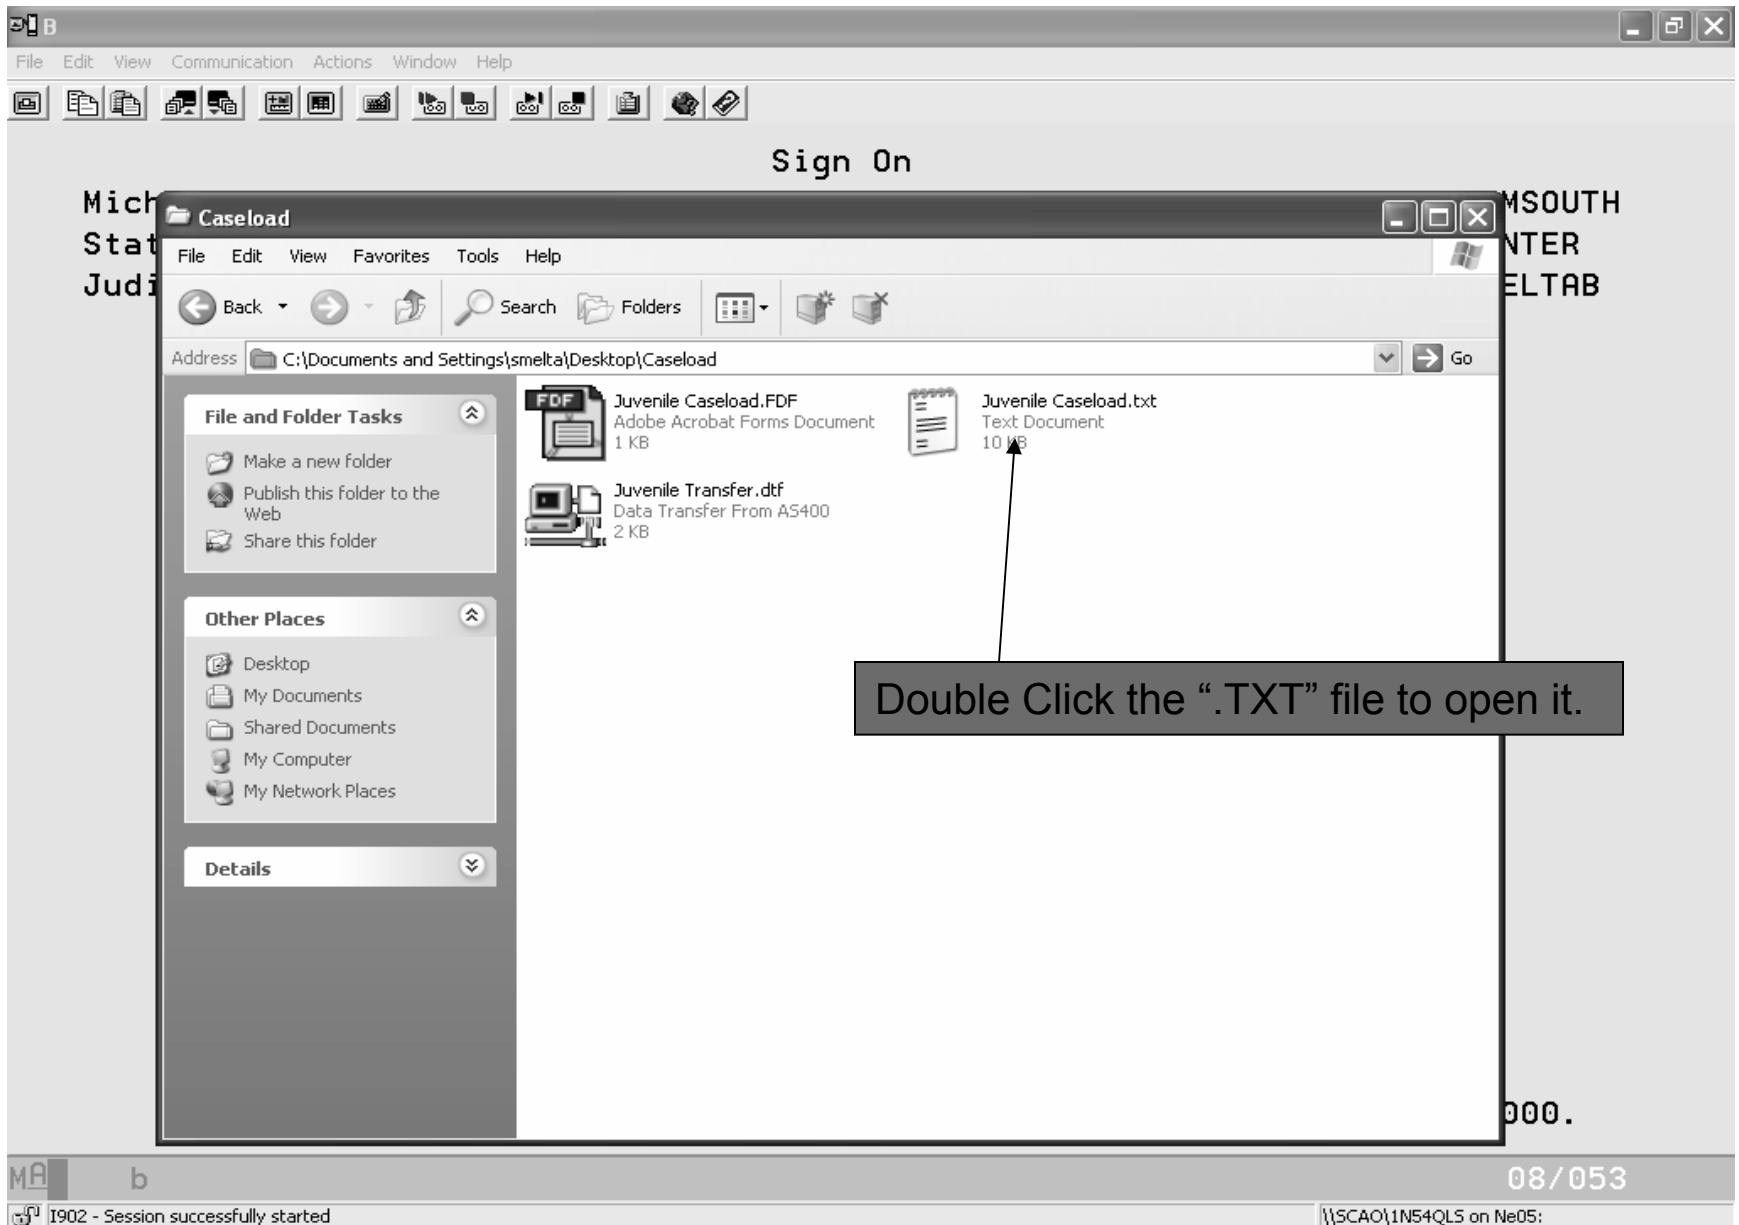 B
File Edit View Communication Actions Window Help
Sign On
Mich MSOUTH
Stat NTER
Judi ELTAB
Caseload
File Edit View Favorites Tools Help
Back Search Folders
Address C:\Documents and Settings\smelta\Desktop\Caseload Go
File and Folder Tasks
Make a new folder
Publish this folder to the
Web
Share this folder
Other Places
Desktop
My Documents
Shared Documents
My Computer
My Network Places
Details
FDF
Juvenile Caseload.FDF
Adobe Acrobat Forms Document
1 KB
Juvenile Caseload.txt
Text Document
10 KB
Juvenile Transfer.dtf
Data Transfer From AS400
2 KB
Double Click the “.TXT” file to open it.
000.
MA b 08/053
I902 - Session successfully started \\SCAO\1N54QLS on Ne05: